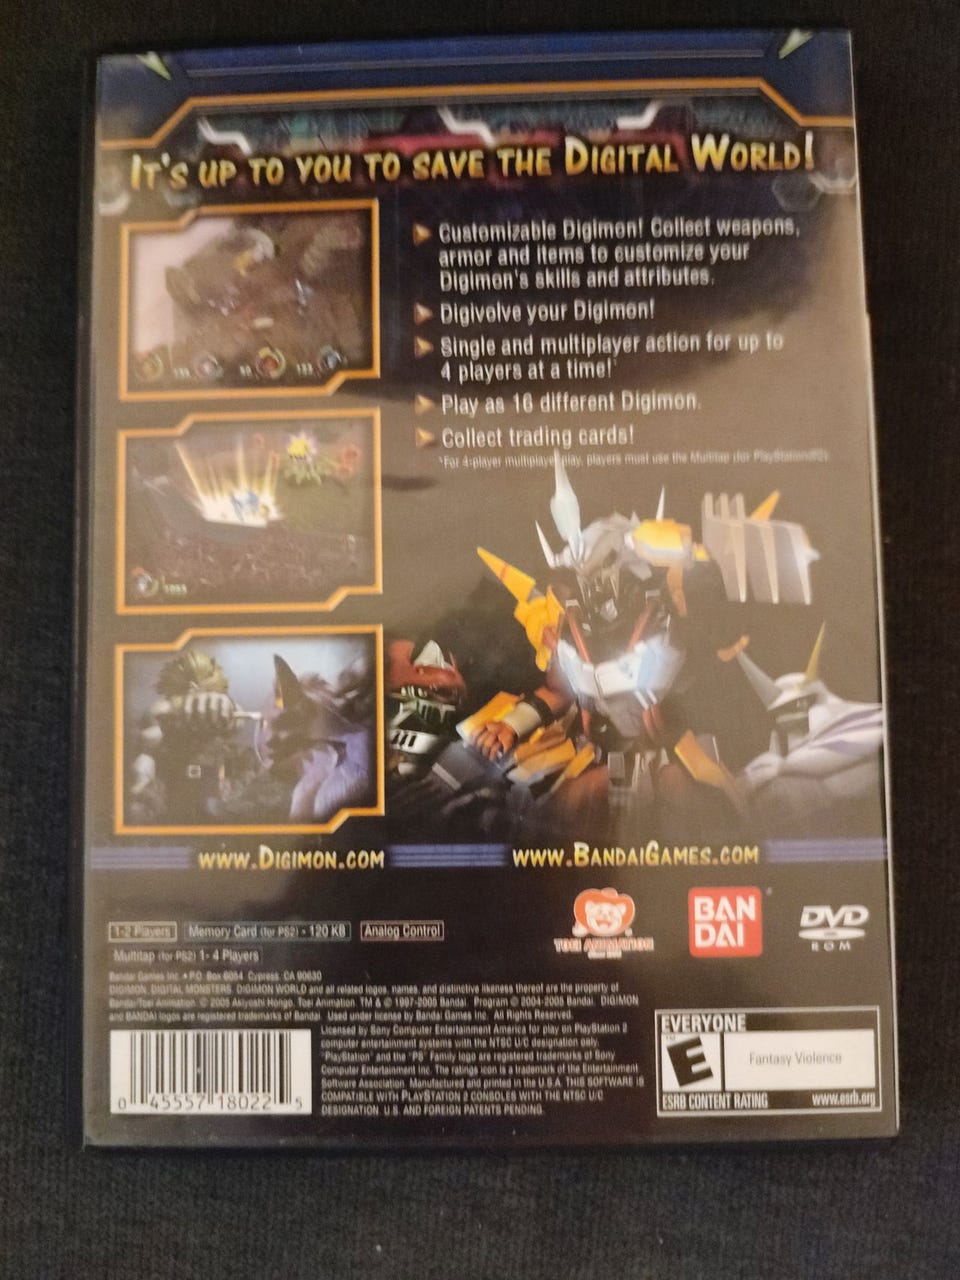 IT'S UP TO YOU TO SAVE THE DIGITAL WORLD!
Customizable Digimon! Collect weapons,
armor and items to customize your
Digimon's skills and attributes.
Digivolve your Digimon!
Single and multiplayer action for up to
4 players at a time!*
Play as 16 different Digimon.
Collect trading cards!
*For 4-player multiplayer play, players must use the Multitap (for PlayStation®2).
1053
WWW.DIGIMON.COM
WWW.BANDAIGAMES.COM
1-2 Players
Memory Card (for PS2) - 120 KB
Analog Control
Multitap (for PS2) 1- 4 Players
TOEI ANIMATION
BAN
DAI
DVD
ROM
Bandai Games Inc. • P.O. Box 6054 Cypress, CA 90630
DIGIMON, DIGITAL MONSTERS, DIGIMON WORLD and all related logos, names, and distinctive likeness thereof are the property of
Bandai/Toei Animation. © 2005 Akiyoshi Hongo, Toei Animation. TM & © 1997-2005 Bandai. Program © 2004-2005 Bandai. DIGIMON
and BANDAI logos are registered trademarks of Bandai. Used under license by Bandai Games Inc. All Rights Reserved.
Licensed by Sony Computer Entertainment America for play on PlayStation 2
computer entertainment systems with the NTSC U/C designation only.
"PlayStation" and the "PS" Family logo are registered trademarks of Sony
Computer Entertainment Inc. The ratings icon is a trademark of the Entertainment
Software Association. Manufactured and printed in the U.S.A. THIS SOFTWARE IS
COMPATIBLE WITH PLAYSTATION 2 CONSOLES WITH THE NTSC U/C
DESIGNATION. U.S. AND FOREIGN PATENTS PENDING.
0 45557 18022 5
EVERYONE
E
Fantasy Violence
ESRB CONTENT RATING www.esrb.org